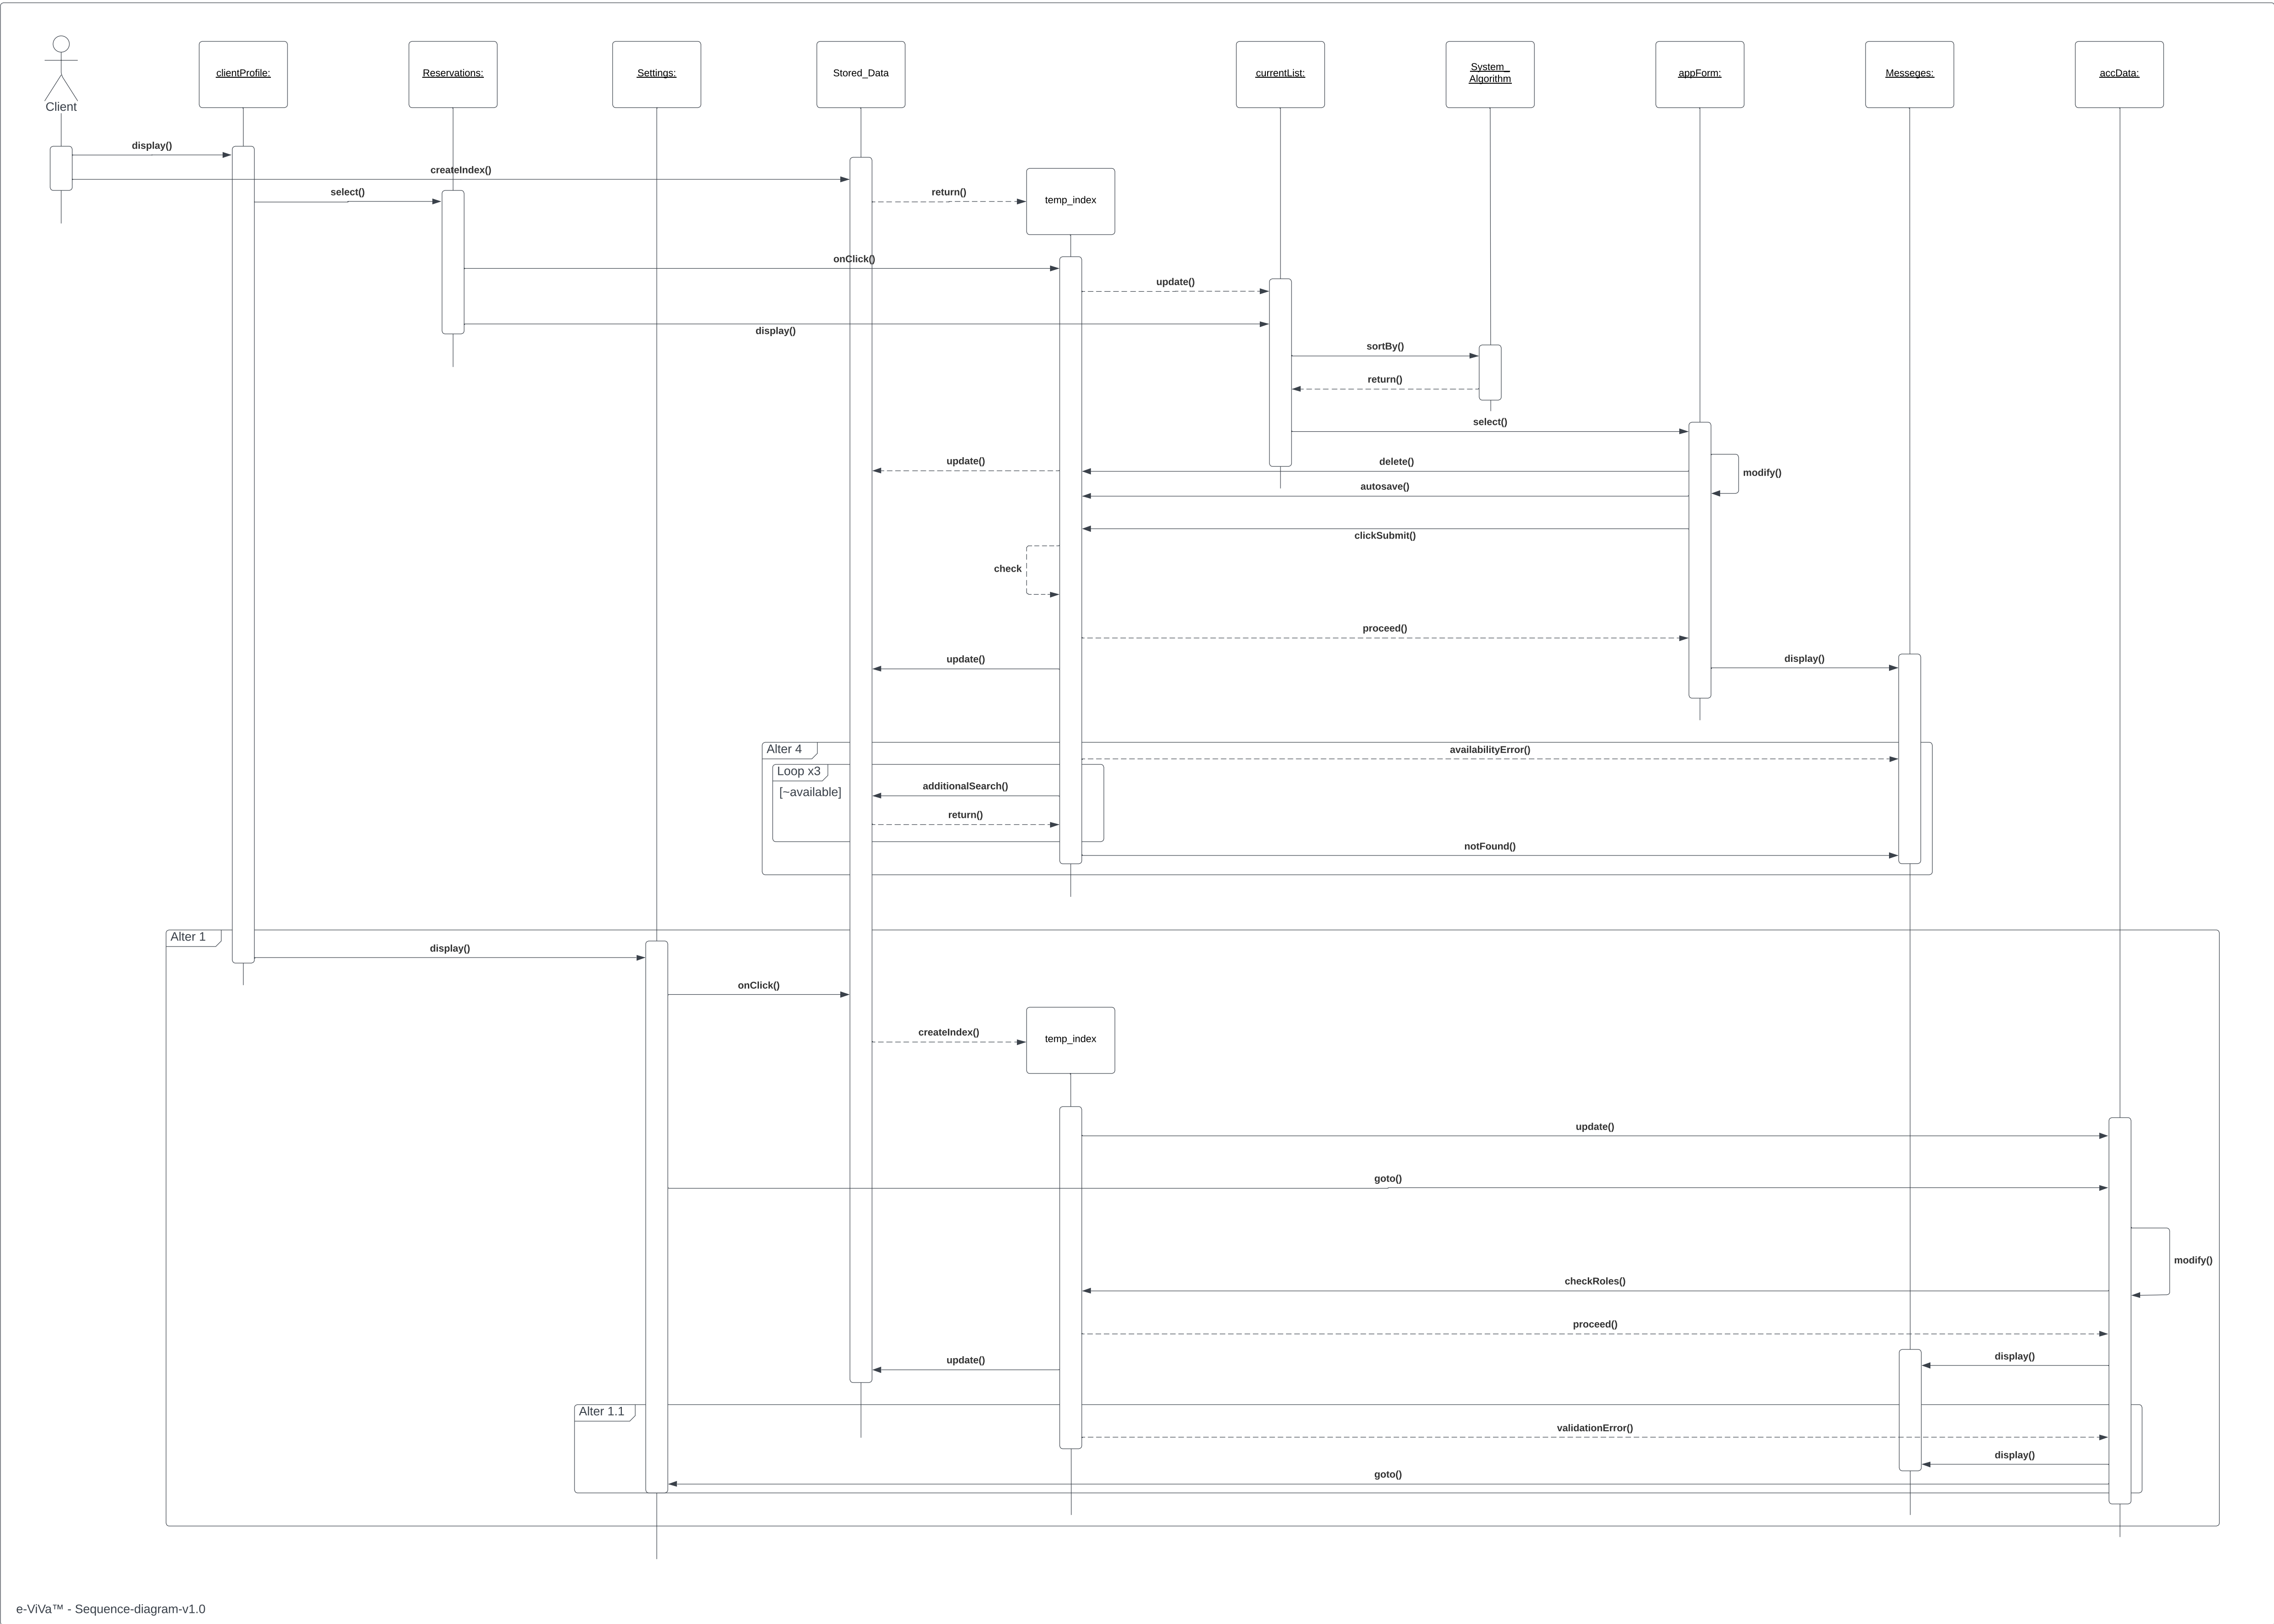 Client
clientProfile:
Reservations:
Settings:
Stored_Data
currentList:
System_
Algorithm
appForm:
Messeges:
accData:
display()
createIndex()
select()
return()
temp_index
onClick()
update()
display()
sortBy()
return()
select()
update()
delete()
modify()
autosave()
clickSubmit()
check
proceed()
update()
display()
Alter 4
availabilityError()
Loop x3
[~available]
additionalSearch()
return()
notFound()
Alter 1
display()
onClick()
createIndex()
temp_index
update()
goto()
modify()
checkRoles()
proceed()
update()
display()
Alter 1.1
validationError()
display()
goto()
e-ViVa™ - Sequence-diagram-v1.0